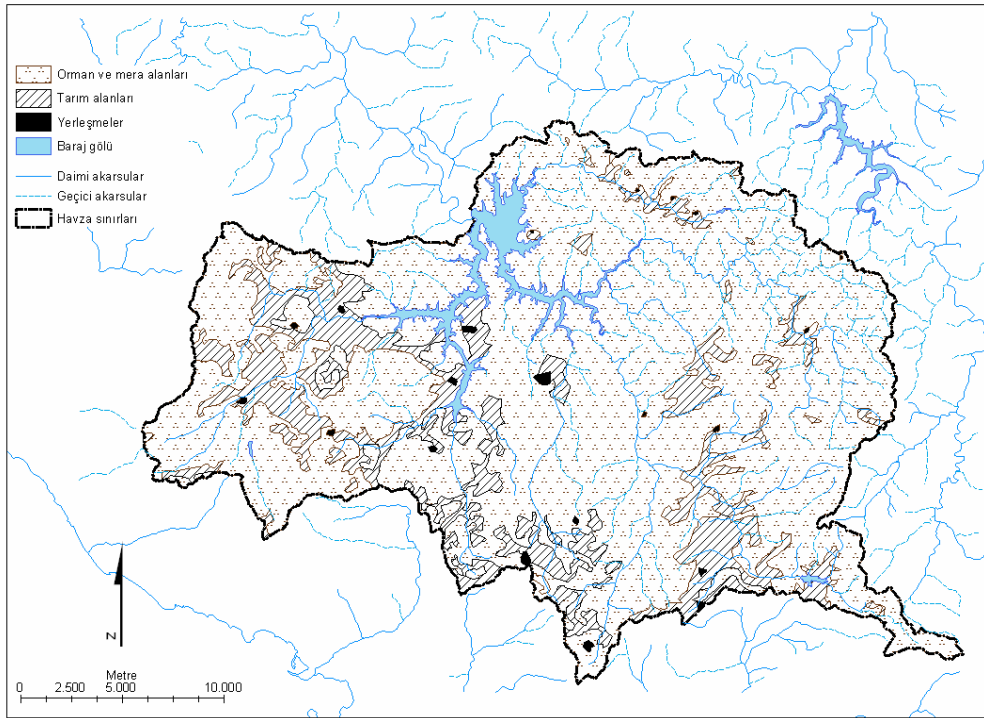 Orman ve mera alanları
Tarım alanları
Yerleşmeler
Baraj gölü
Daimi akarsular
Geçici akarsular
Havza sınırları
N
Metre
0 2.500 5.000 10.000